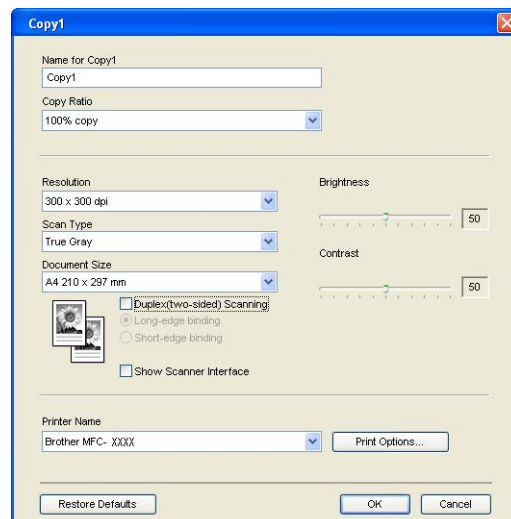 Copy1
Name for Copy1
Copy1
Copy Ratio
100% copy
Resolution
300 x 300 dpi
Scan Type
True Gray
Document Size
A4 210 x 297 mm
Duplex(two-sided) Scanning
Long-edge binding
Short-edge binding
Show Scanner Interface
Brightness
50
Contrast
50
Printer Name
Brother MFC- XXXX
Print Options...
Restore Defaults
OK
Cancel